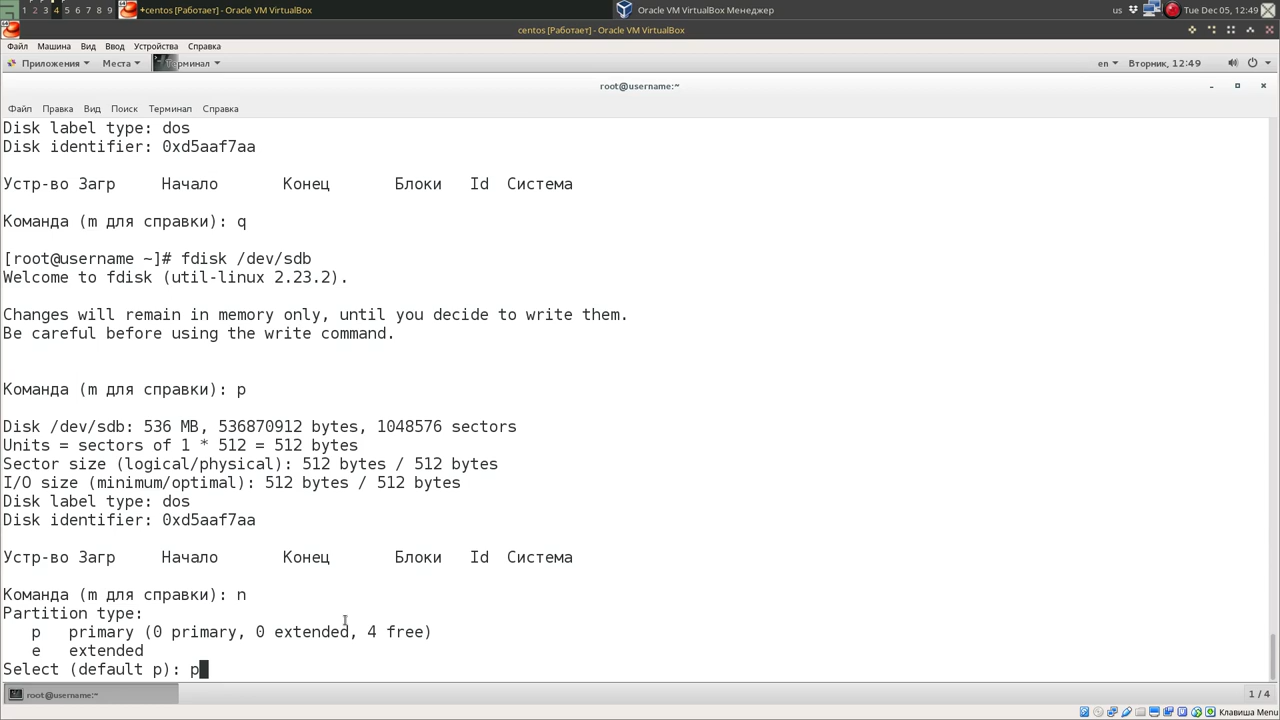 1 2 3 4 5 6 7 8 9
+centos [Работает] - Oracle VM VirtualBox
Oracle VM VirtualBox Менеджер
us
Tue Dec 05, 12:49
centos [Работает] - Oracle VM VirtualBox
Файл Машина Вид Ввод Устройства Справка
Приложения Места Терминал
en Вторник, 12:49
root@username:~
Файл Правка Вид Поиск Терминал Справка
Disk label type: dos
Disk identifier: 0xd5aaf7aa
Устр-во Загр Начало Конец Блоки Id Система
Команда (m для справки): q
[root@username ~]# fdisk /dev/sdb
Welcome to fdisk (util-linux 2.23.2).
Changes will remain in memory only, until you decide to write them.
Be careful before using the write command.
Команда (m для справки): p
Disk /dev/sdb: 536 MB, 536870912 bytes, 1048576 sectors
Units = sectors of 1 * 512 = 512 bytes
Sector size (logical/physical): 512 bytes / 512 bytes
I/O size (minimum/optimal): 512 bytes / 512 bytes
Disk label type: dos
Disk identifier: 0xd5aaf7aa
Устр-во Загр Начало Конец Блоки Id Система
Команда (m для справки): n
Partition type:
p primary (0 primary, 0 extended, 4 free)
e extended
Select (default p): p
root@username:~
1 / 4
Клавиша Menu